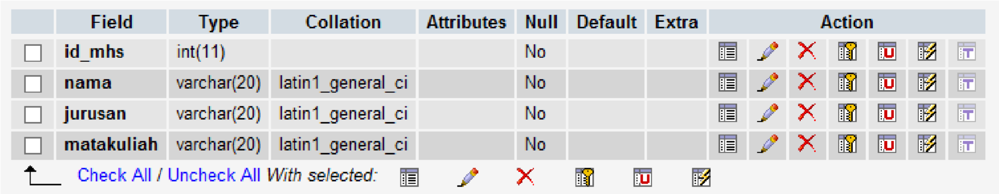 Field Type Collation Attributes Null Default Extra Action
id_mhs int(11) No
nama varchar(20) latin1_general_ci No
jurusan varchar(20) latin1_general_ci No
matakuliah varchar(20) latin1_general_ci No
Check All / Uncheck All With selected: